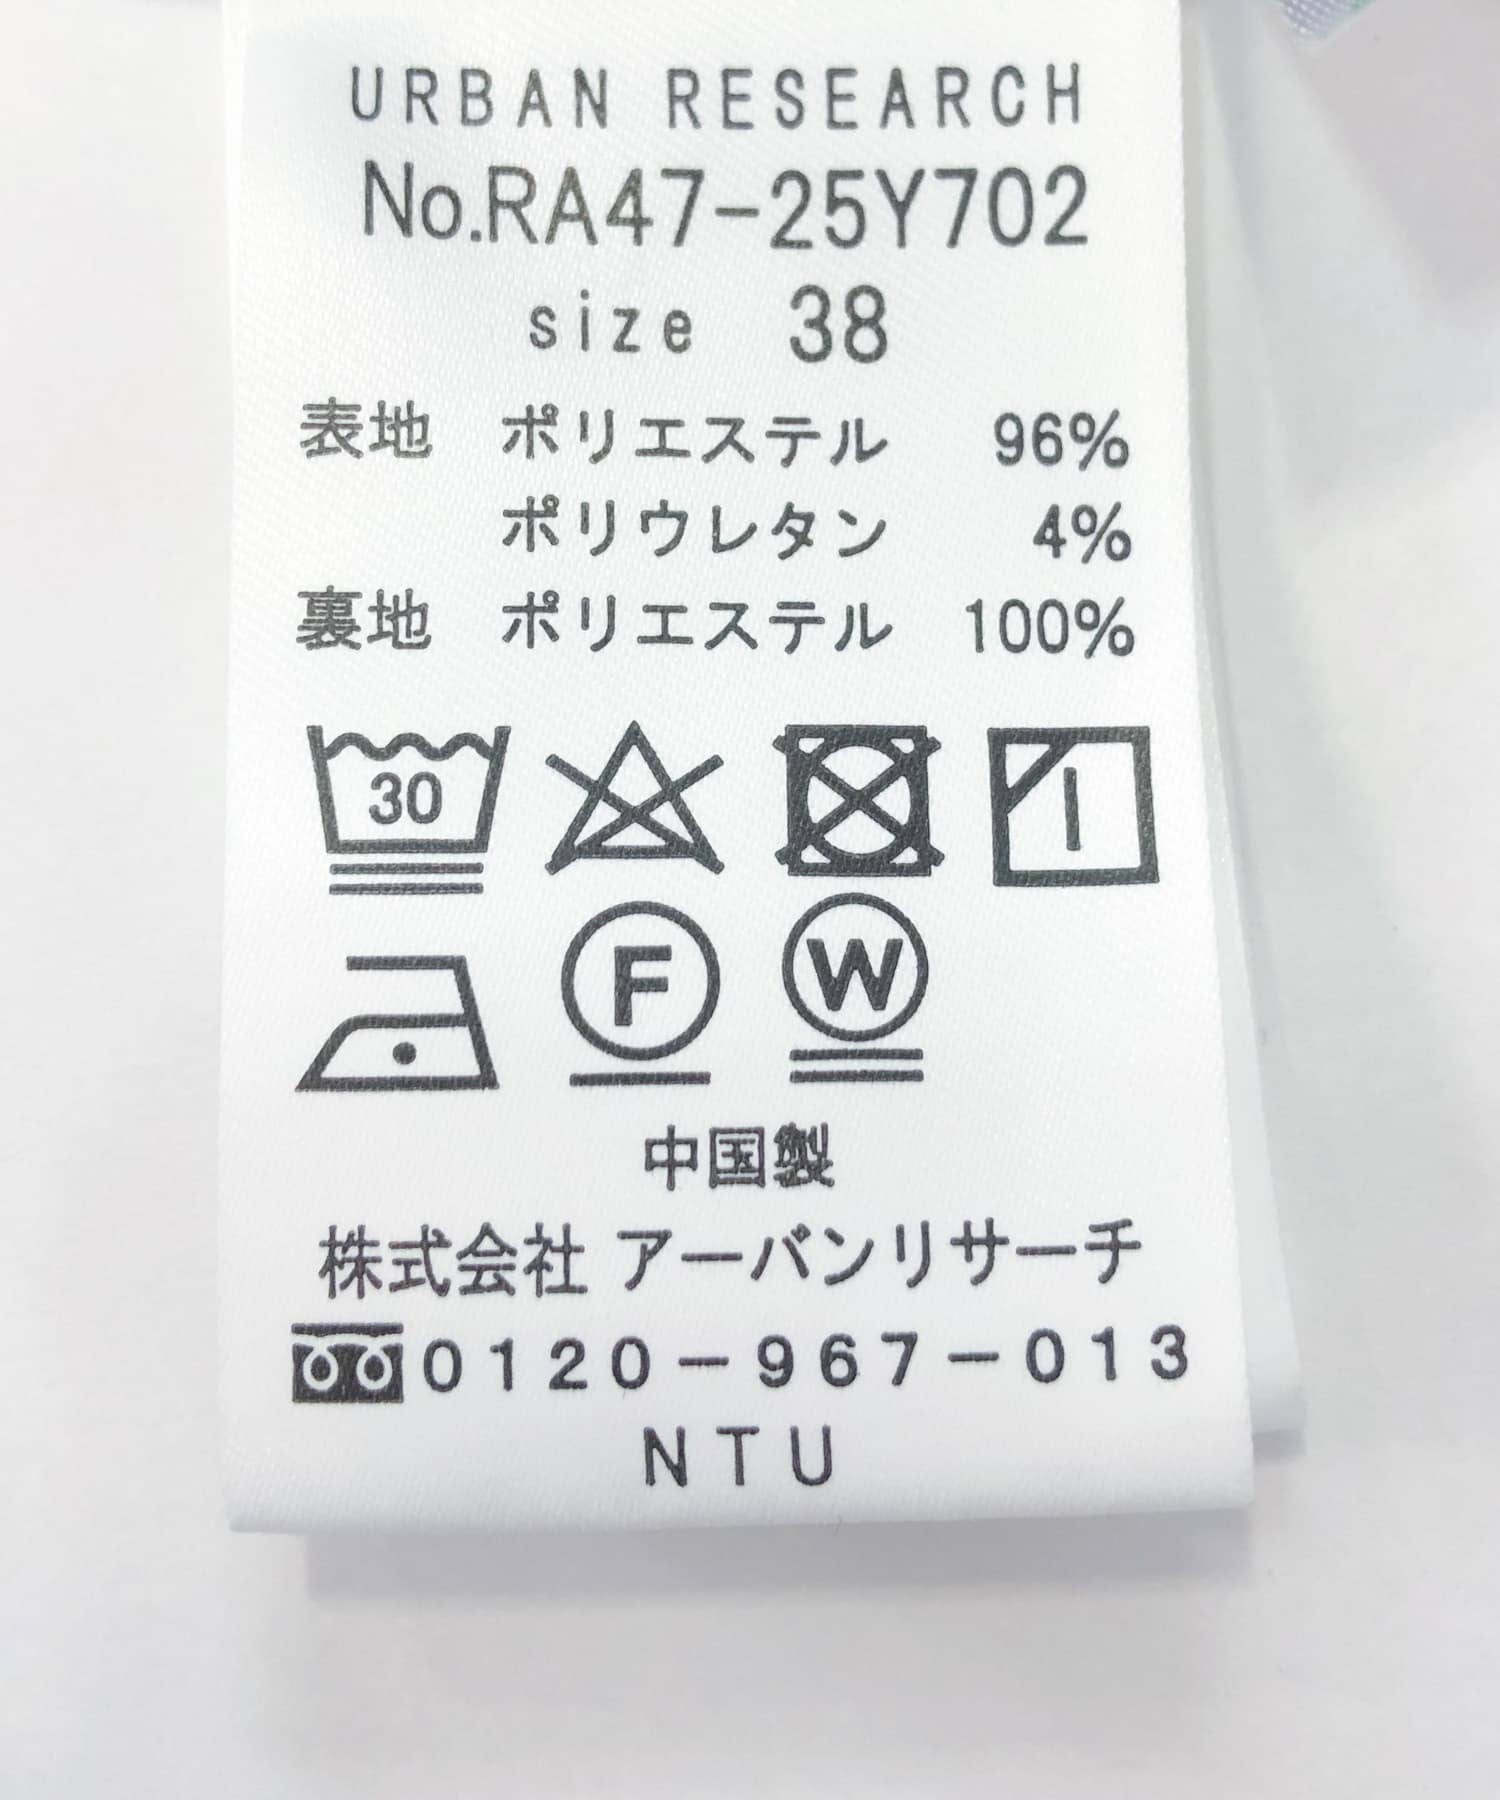 URBAN RESEARCH
No.RA47-25Y702
size 38
表地 ポリエステル 96%
ポリウレタン 4%
裏地 ポリエステル 100%
30
F W
中国製
株式会社 アーバンリサーチ
0120-967-013
NTU